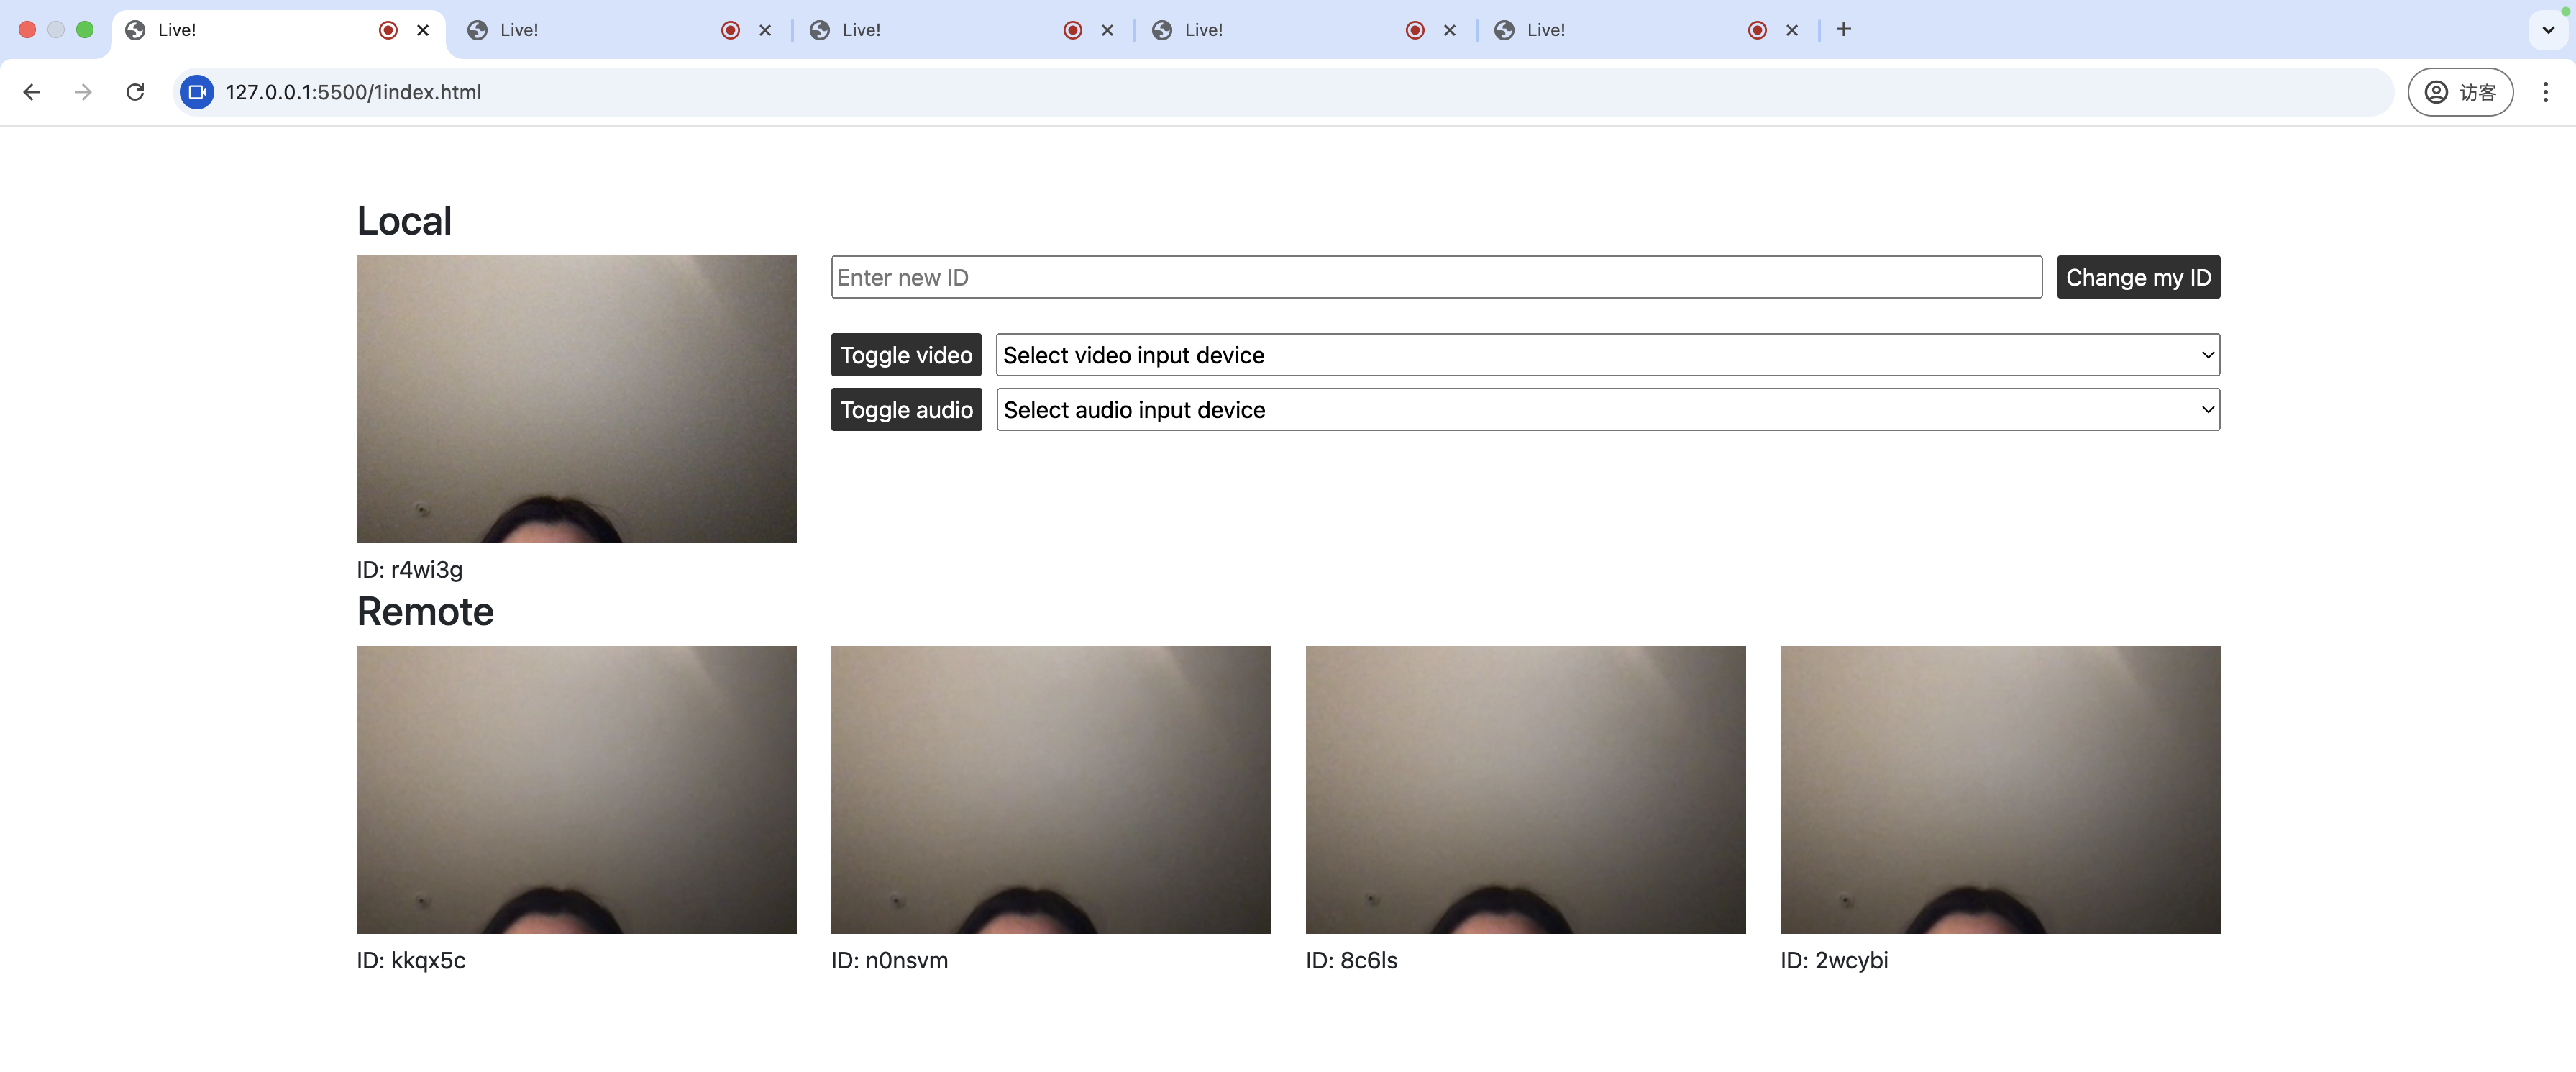 Live!
Live!
Live!
Live!
Live!
127.0.0.1:5500/1index.html
访客
Local
Enter new ID
Change my ID
Toggle video
Select video input device
Toggle audio
Select audio input device
ID: r4wi3g
Remote
ID: kkqx5c
ID: n0nsvm
ID: 8c6ls
ID: 2wcybi